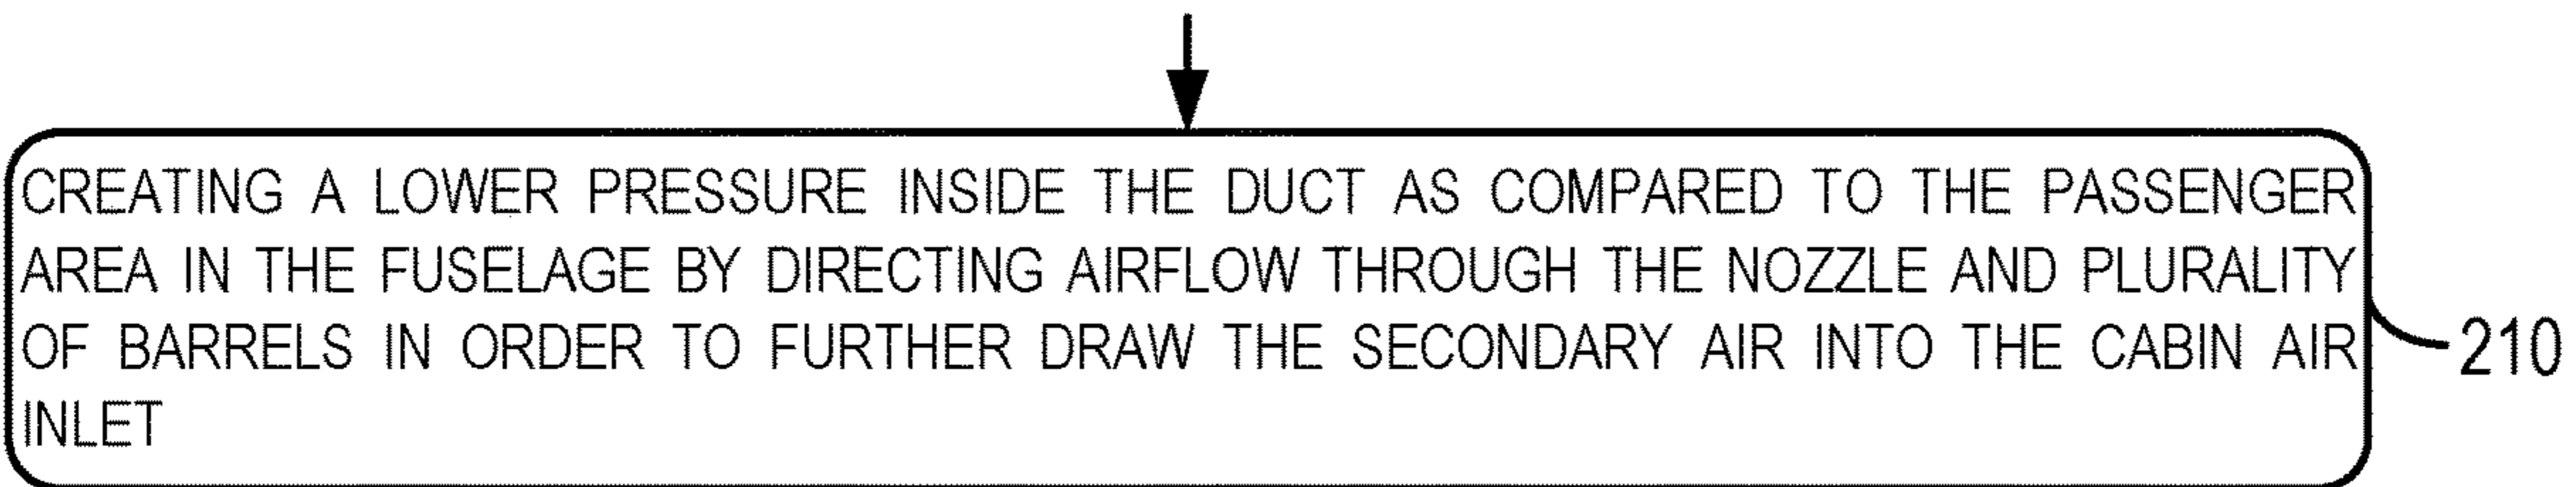 CREATING A LOWER PRESSURE INSIDE THE DUCT AS COMPARED TO THE PASSENGER
AREA IN THE FUSELAGE BY DIRECTING AIRFLOW THROUGH THE NOZZLE AND PLURALITY
OF BARRELS IN ORDER TO FURTHER DRAW THE SECONDARY AIR INTO THE CABIN AIR
INLET
210